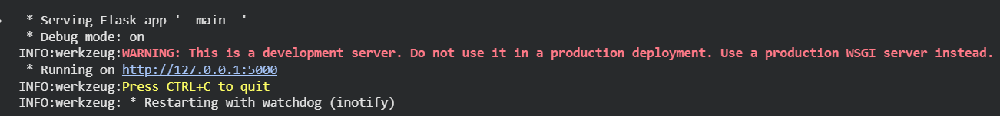 * Serving Flask app '__main__'
* Debug mode: on
INFO:werkzeug:WARNING: This is a development server. Do not use it in a production deployment. Use a production WSGI server instead.
* Running on http://127.0.0.1:5000
INFO:werkzeug:Press CTRL+C to quit
INFO:werkzeug: * Restarting with watchdog (inotify)